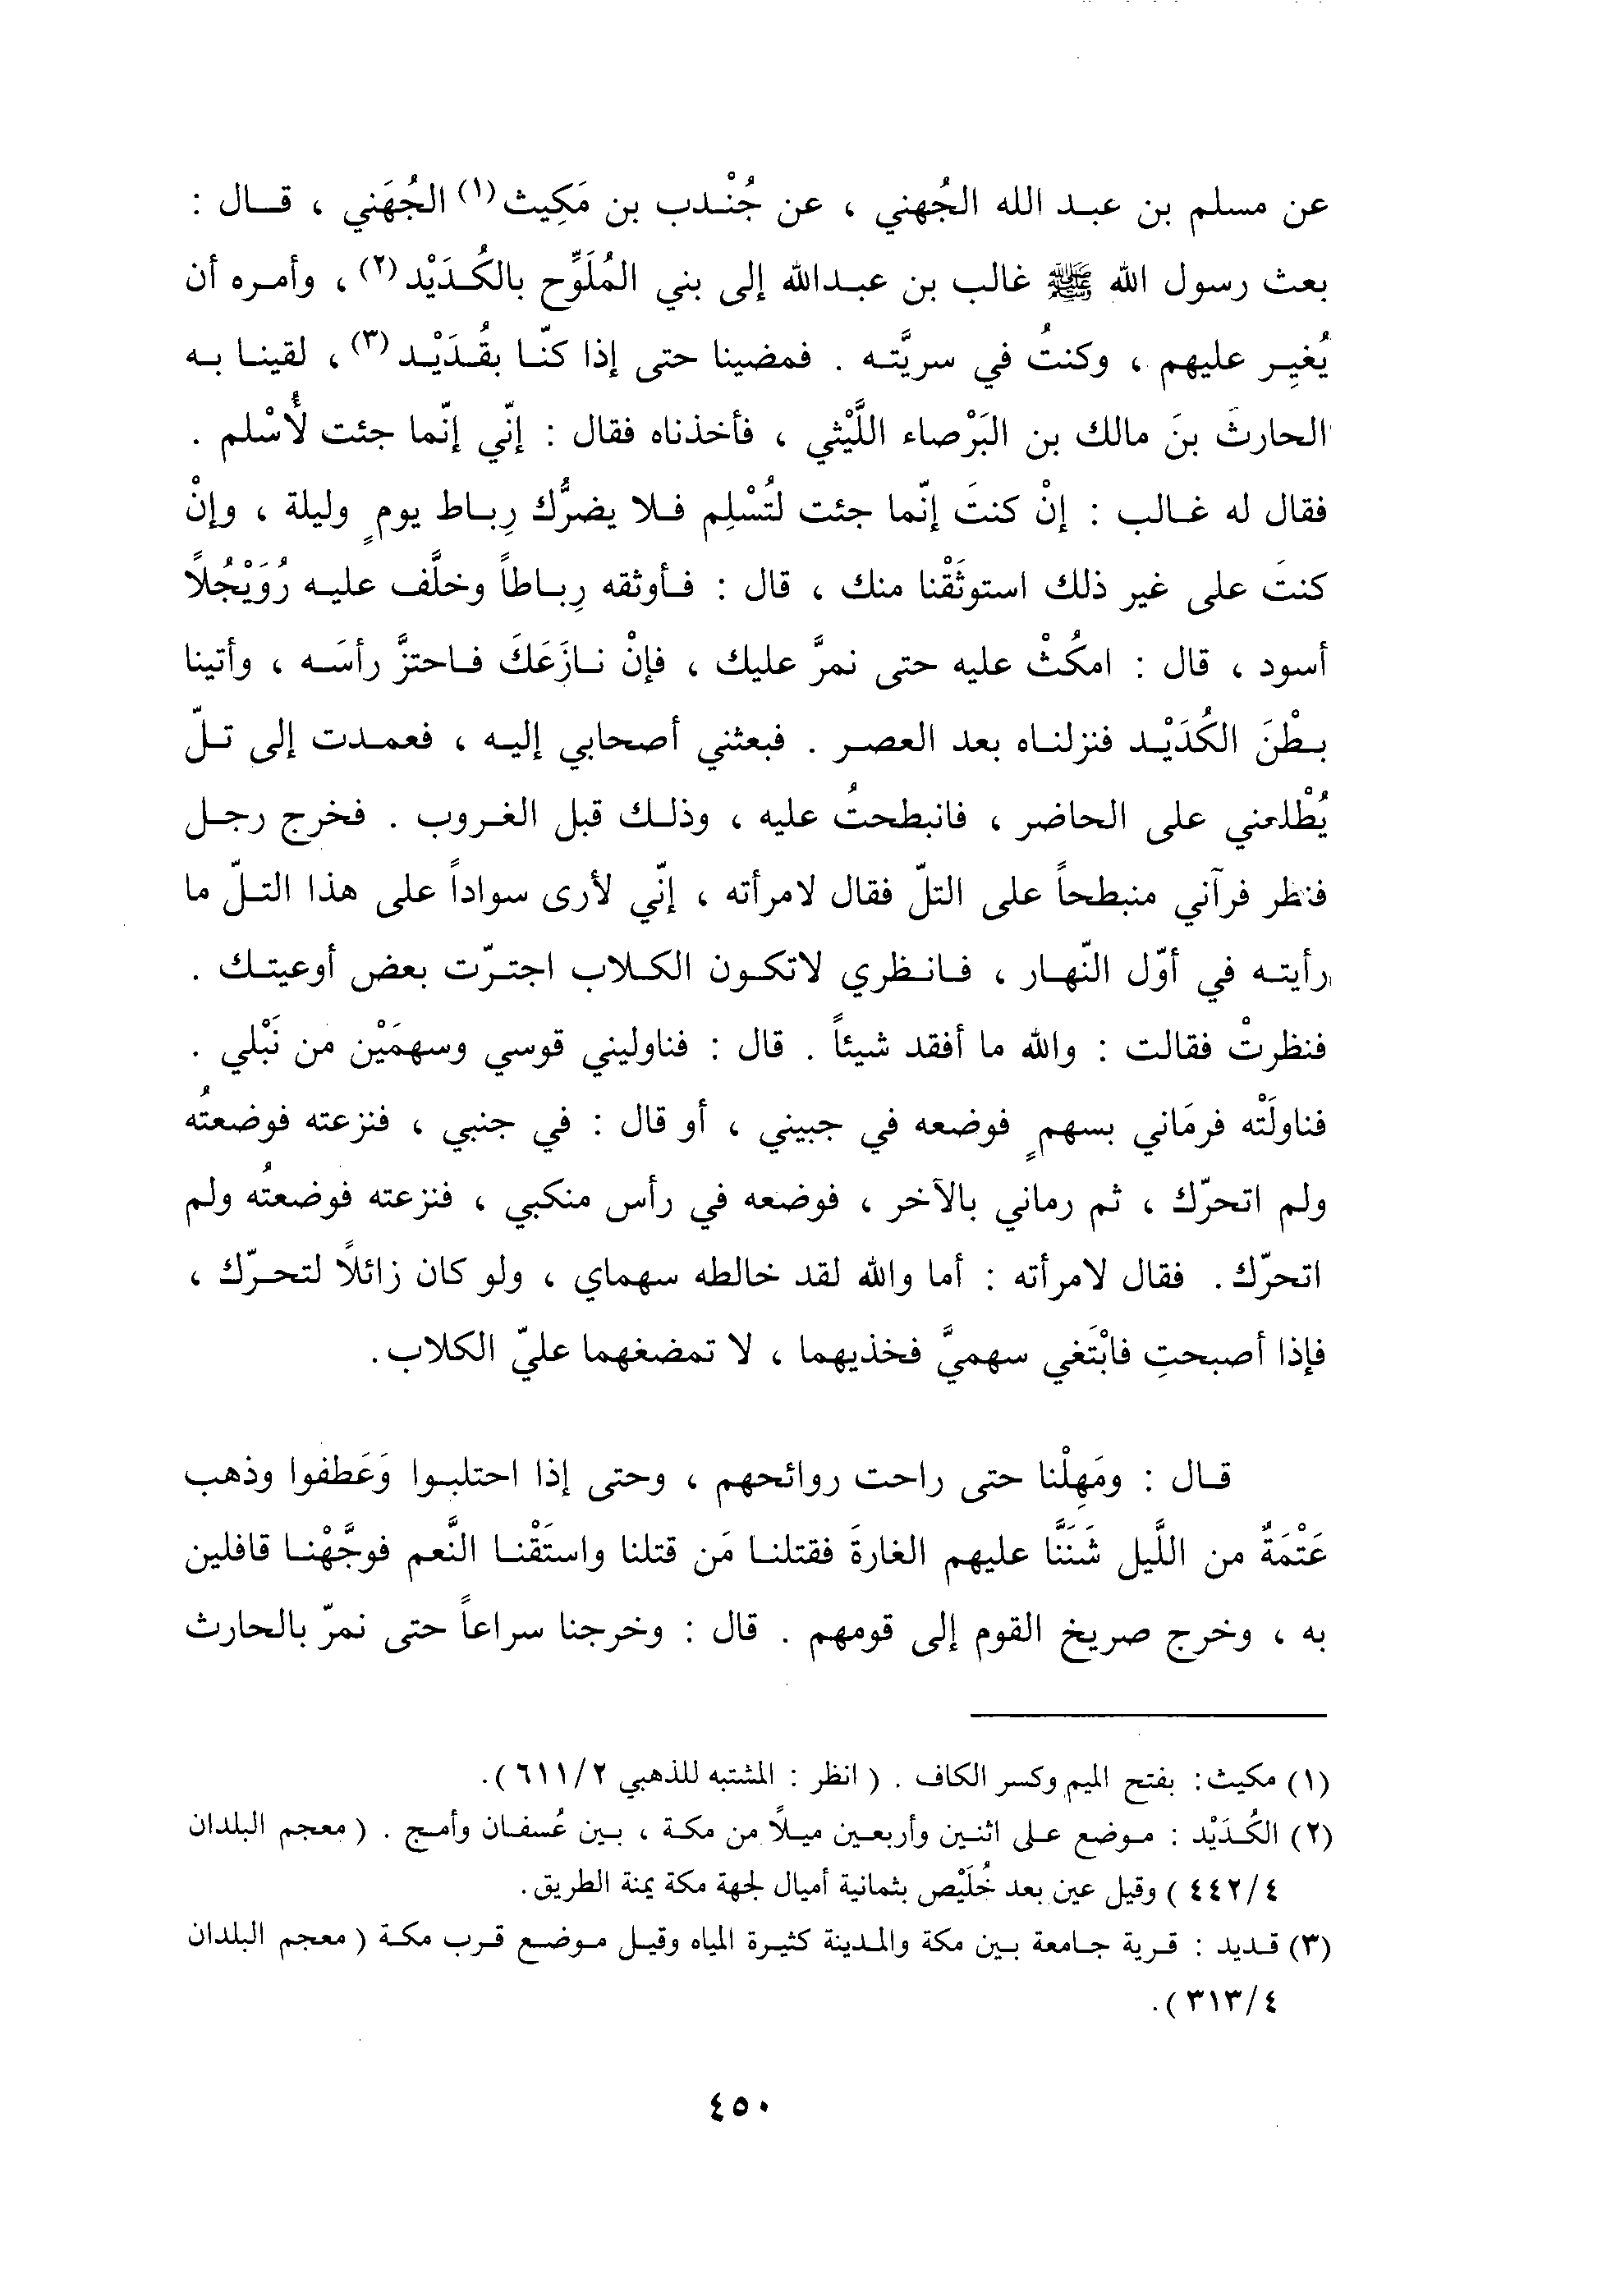 عن مسلم بن عبد الله الجُهني ، عن جُنْدب بن مَكِيث(١) الجُهَني ، قال :
بعث رسول الله ﷺ غالب بن عبدالله إلى بني المُلَوِّح بالكُدَيْد(٢) ، وأمره أن
يُغيِر عليهم ، وكنتُ في سريَّته . فمضينا حتى إذا كنّا بقُدَيْد(٣) ، لقينا به
الحارثَ بنَ مالك بن البَرْصاء اللَّيْثي ، فأخذناه فقال : إنّي إنّما جئت لأُسْلم .
فقال له غالب : إنْ كنتَ إنّما جئت لتُسْلِم فلا يضرُّك رِباط يومٍ وليلة ، وإنْ
كنتَ على غير ذلك استوثَقْنا منك ، قال : فأوثقه رِباطاً وخلَّف عليه رُوَيْجُلاً
أسود ، قال : امكُثْ عليه حتى نمرَّ عليك ، فإنْ نازَعَكَ فاحتزَّ رأسَه ، وأتينا
بطْنَ الكُدَيْد فنزلناه بعد العصر . فبعثني أصحابي إليه ، فعمدت إلى تلّ
يُطْلعني على الحاضر ، فانبطحتُ عليه ، وذلك قبل الغروب . فخرج رجل
فنظر فرآني منبطحاً على التلّ فقال لامرأته ، إنّي لأرى سواداً على هذا التلّ ما
رأيته في أوّل النّهار ، فانظري لاتكون الكلاب اجترّت بعض أوعيتك .
فنظرتْ فقالت : والله ما أفقد شيئاً . قال : فناوليني قوسي وسهمَيْن من نَبْلي .
فناولَتْه فرمَاني بسهمٍ فوضعه في جبيني ، أو قال : في جنبي ، فنزعته فوضعتُه
ولم اتحرّك ، ثم رماني بالآخر ، فوضعه في رأس منكبي ، فنزعته فوضعتُه ولم
اتحرّك . فقال لامرأته : أما والله لقد خالطه سهماي ، ولو كان زائلاً لتحرّك ،
فإذا أصبحتِ فابْتَغي سهميَّ فخذيهما ، لا تمضغهما عليّ الكلاب .
قال : ومَهِلْنا حتى راحت روائحهم ، وحتى إذا احتلبوا وَعَطفوا وذهب
عَتْمَةٌ من اللَّيل شَنَنَّا عليهم الغارةَ فقتلنا مَن قتلنا واستَقْنا النَّعم فوجَّهْنا قافلين
به ، وخرج صريخ القوم إلى قومهم . قال : وخرجنا سراعاً حتى نمرّ بالحارث
(١) مكيث : بفتح الميم وكسر الكاف . ( انظر : المشتبه للذهبي ٦١١/٢ ) .
(٢) الكُدَيْد : موضع على اثنين وأربعين ميلاً من مكة ، بين عُسفان وأمج . ( معجم البلدان
٤٤٢/٤ ) وقيل عين بعد خُلَيْص بثمانية أميال لجهة مكة يمنة الطريق .
(٣) قديد : قرية جامعة بين مكة والمدينة كثيرة المياه وقيل موضع قرب مكة ( معجم البلدان
٣١٣/٤ ) .
٤٥٠